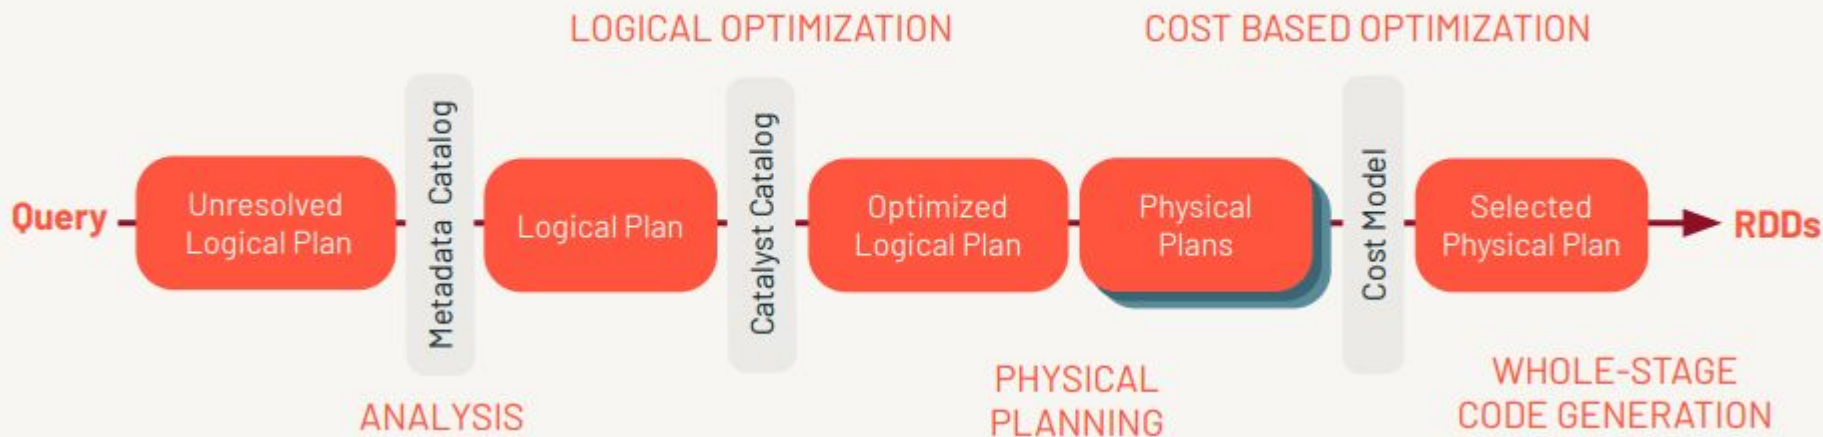 LOGICAL OPTIMIZATION
COST BASED OPTIMIZATION
Query
Unresolved
Logical Plan
Metadata Catalog
Logical Plan
Catalyst Catalog
Optimized
Logical Plan
Physical
Plans
Cost Model
Selected
Physical Plan
RDDs
ANALYSIS
PHYSICAL
PLANNING
WHOLE-STAGE
CODE GENERATION